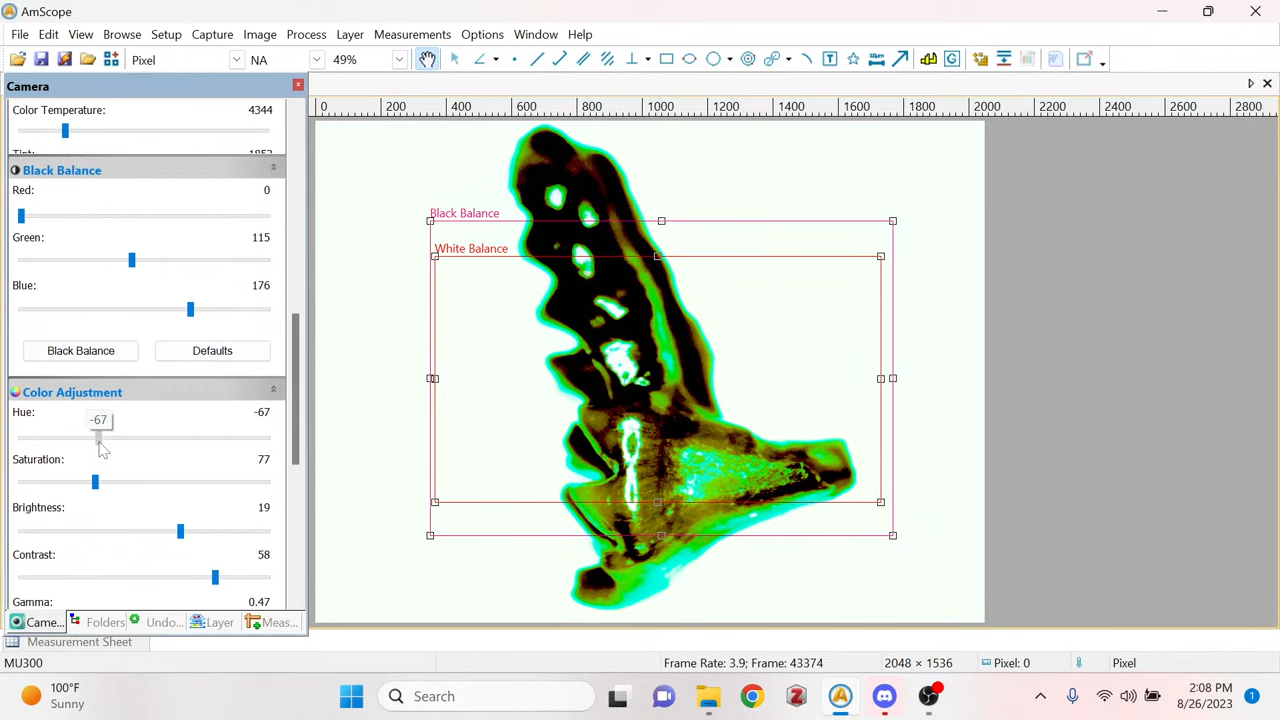 AmScope
File Edit View Browse Setup Capture Image Process Layer Measurements Options Window Help
Pixel NA 49%
Camera
0 200 400 600 800 1000 1200 1400 1600 1800 2000 2200 2400 2600 2800
Color Temperature: 4344
Tint: 1852
Black Balance
Red: 0
Green: 115
Blue: 176
Black Balance Defaults
Color Adjustment
Hue: -67
-67
Saturation: 77
Brightness: 19
Contrast: 58
Gamma: 0.47
Black Balance
White Balance
Came... Folders Undo... Layer Meas...
Measurement Sheet
MU300 Frame Rate: 3.9; Frame: 43374 2048 × 1536 Pixel: 0 Pixel
100°F
Sunny
Search
2:08 PM
8/26/2023
1